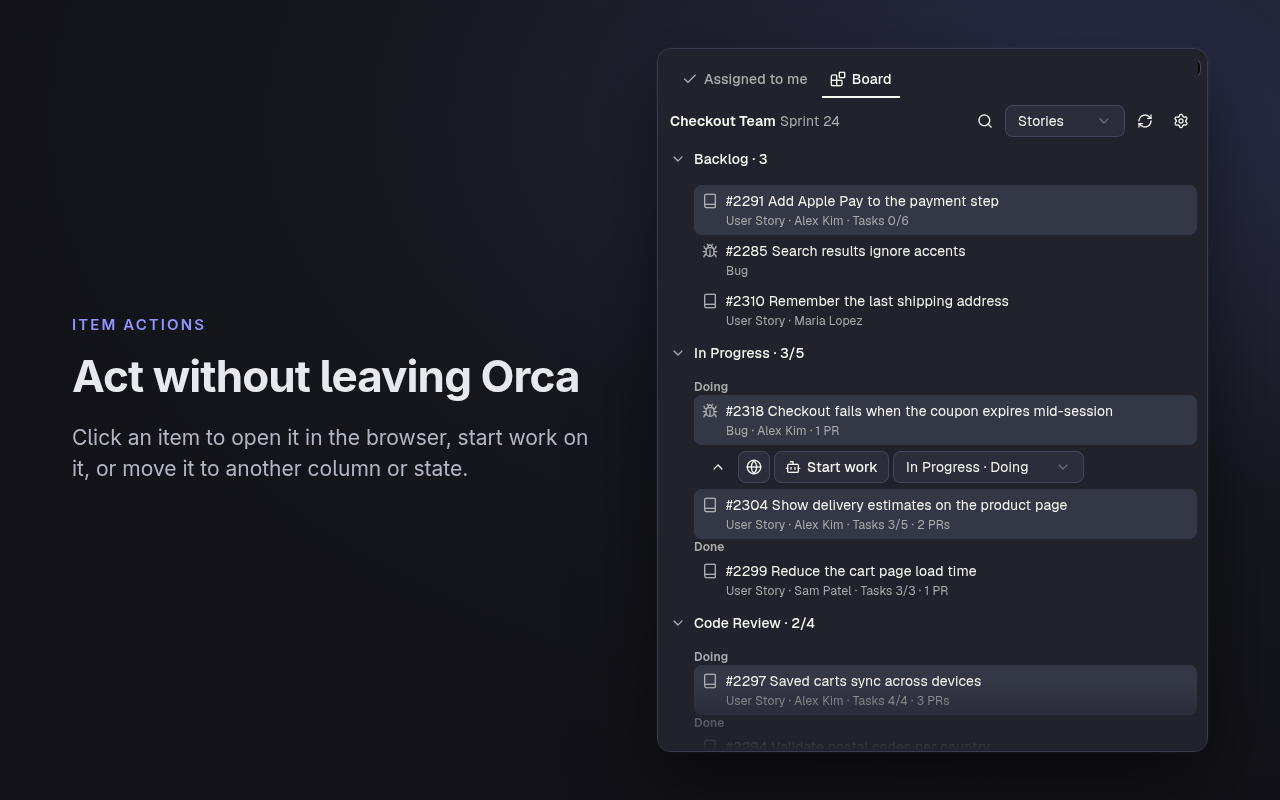 ITEM ACTIONS
Act without leaving Orca
Click an item to open it in the browser, start work on
it, or move it to another column or state.
Assigned to me
Board
Checkout Team Sprint 24
Stories
Backlog · 3
#2291 Add Apple Pay to the payment step
User Story · Alex Kim · Tasks 0/6
#2285 Search results ignore accents
Bug
#2310 Remember the last shipping address
User Story · Maria Lopez
In Progress · 3/5
Doing
#2318 Checkout fails when the coupon expires mid-session
Bug · Alex Kim · 1 PR
Start work
In Progress · Doing
#2304 Show delivery estimates on the product page
User Story · Alex Kim · Tasks 3/5 · 2 PRs
Done
#2299 Reduce the cart page load time
User Story · Sam Patel · Tasks 3/3 · 1 PR
Code Review · 2/4
Doing
#2297 Saved carts sync across devices
User Story · Alex Kim · Tasks 4/4 · 3 PRs
Done
#2294 Validate postal codes per country